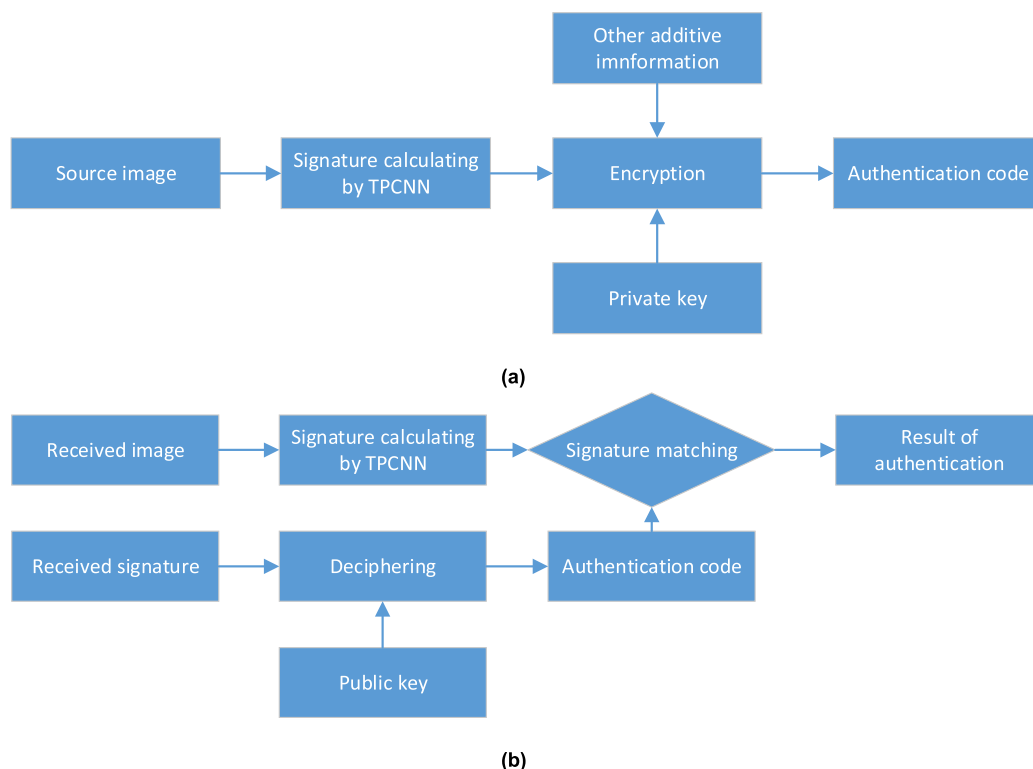 Other additive
imnformation
Source image
Signature calculating
by TPCNN
Encryption
Authentication code
Private key
(a)
Received image
Signature calculating
by TPCNN
Signature matching
Result of
authentication
Received signature
Deciphering
Authentication code
Public key
(b)